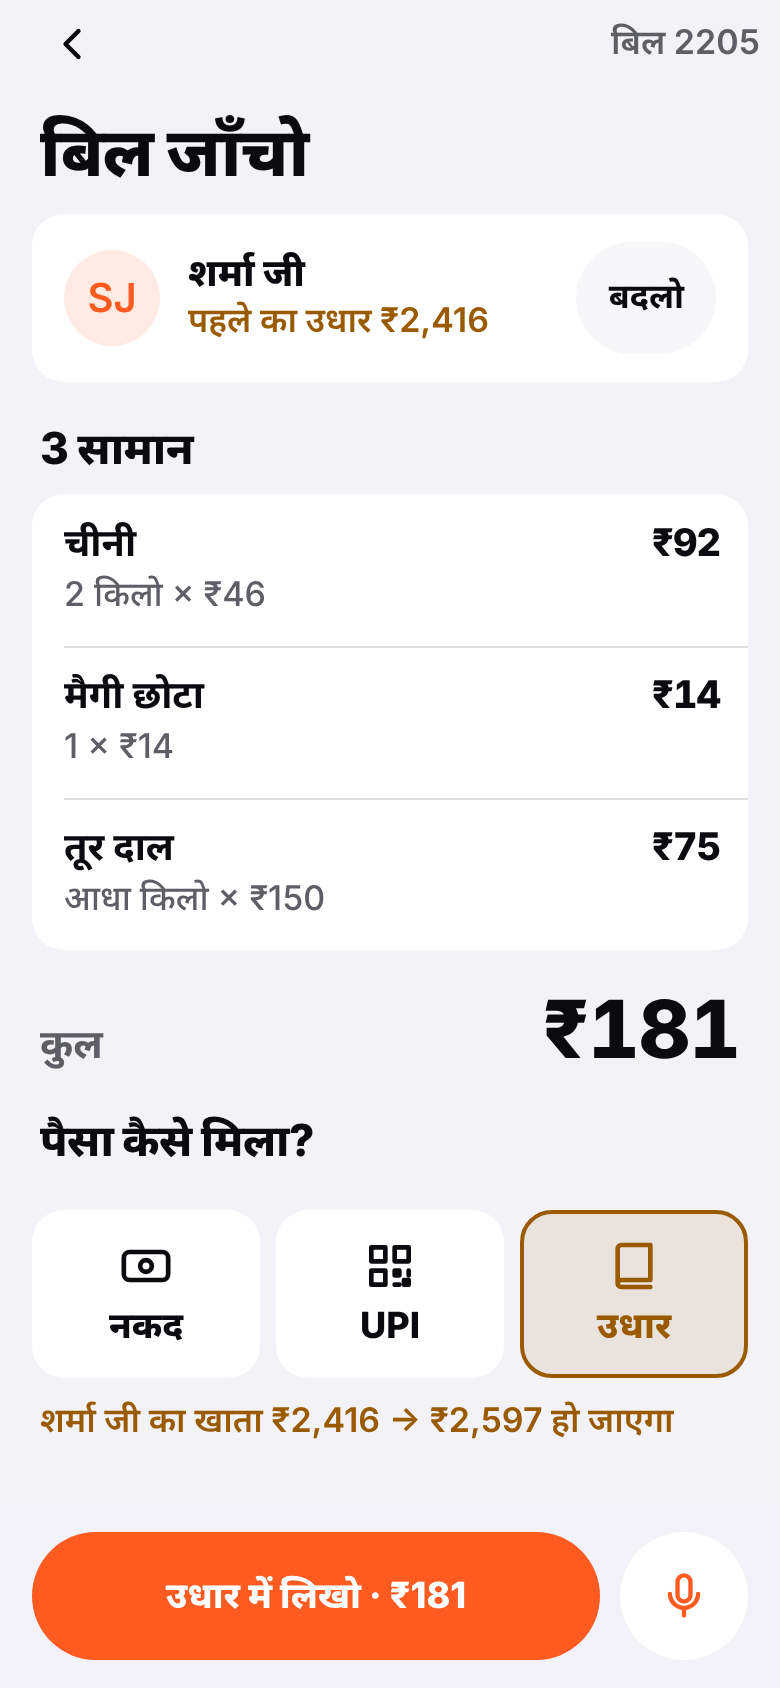 बिल 2205
बिल जाँचो
SJ
शर्मा जी
पहले का उधार ₹2,416
बदलो
3 सामान
चीनी
₹92
2 किलो × ₹46
मैगी छोटा
₹14
1 × ₹14
तूर दाल
₹75
आधा किलो × ₹150
कुल
₹181
पैसा कैसे मिला?
नकद
UPI
उधार
शर्मा जी का खाता ₹2,416 → ₹2,597 हो जाएगा
उधार में लिखो · ₹181